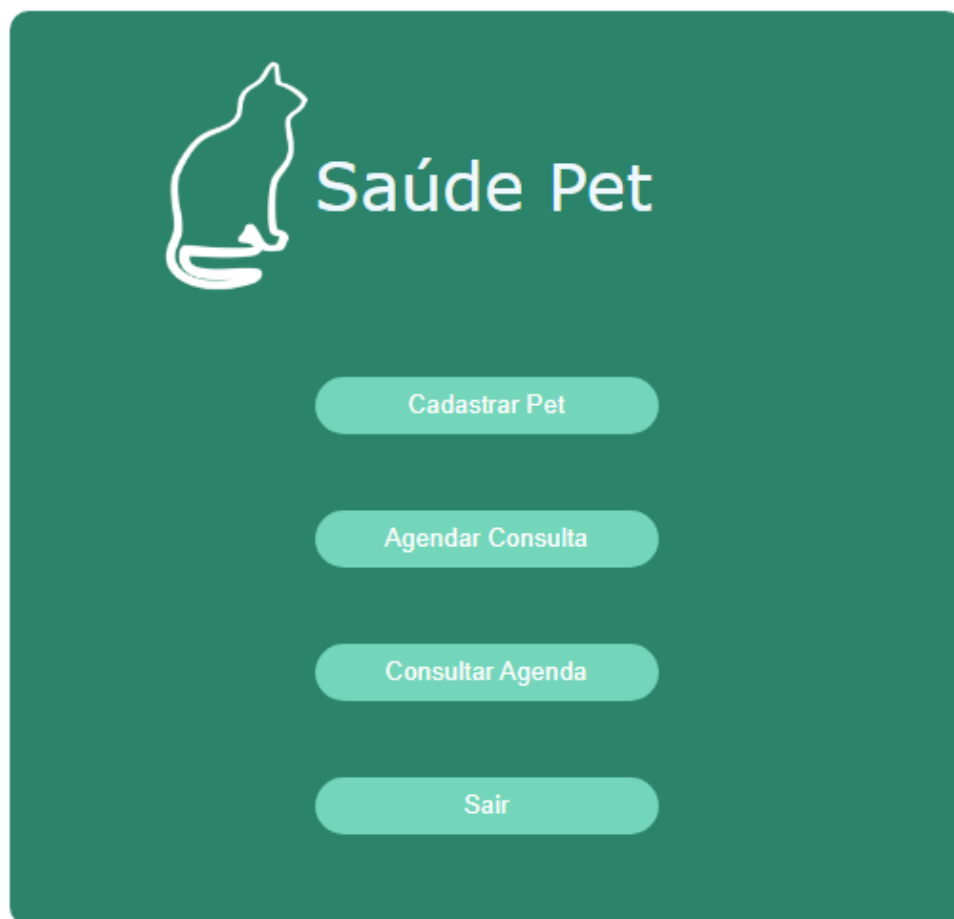 Saúde Pet
Cadastrar Pet
Agendar Consulta
Consultar Agenda
Sair